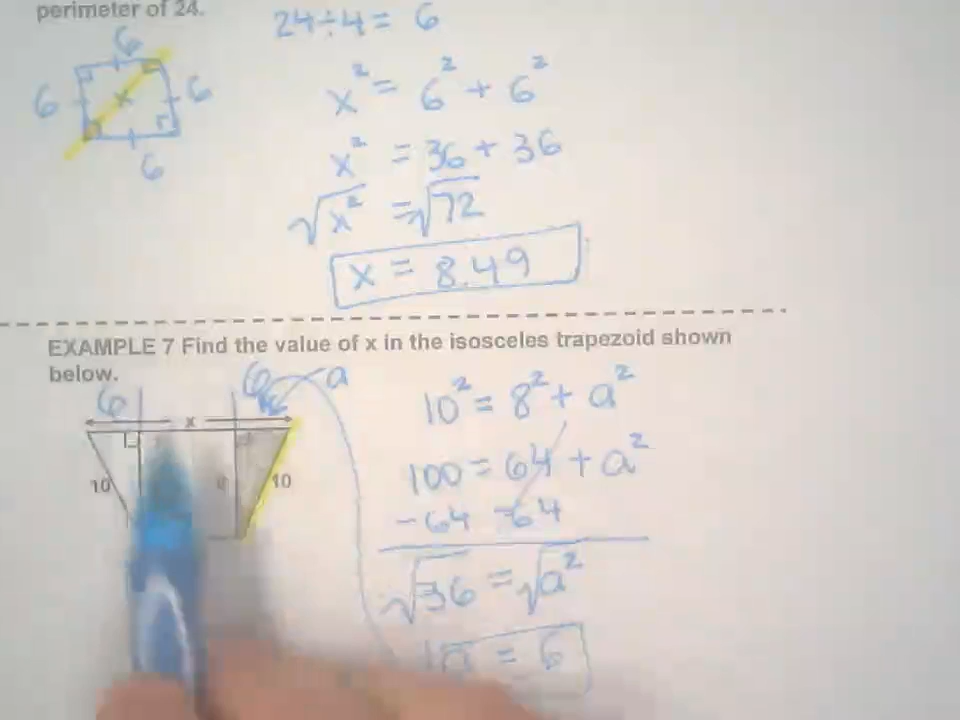 perimeter of 24.
24÷4 = 6
6
6 x 6
6
x² = 6² + 6²
x² = 36 + 36
√x² = √72
x = 8.49
EXAMPLE 7 Find the value of x in the isosceles trapezoid shown
below.
6 6 a
x
10 8 10
10² = 8² + a²
100 = 64 + a²
-64 -64
√36 = √a²
a = 6